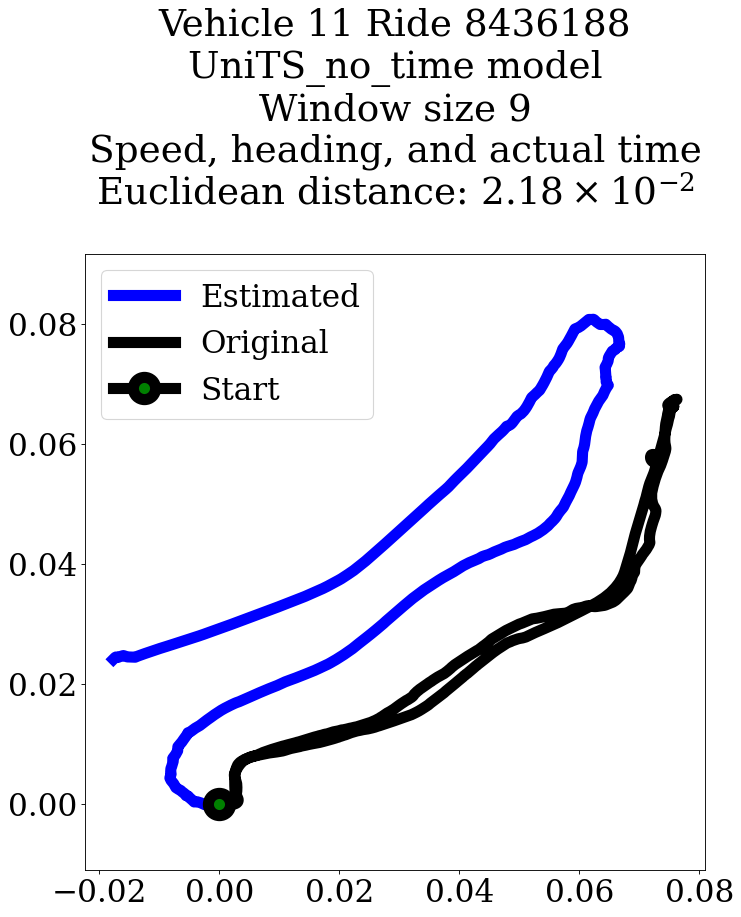 Vehicle 11 Ride 8436188
UniTS_no_time model
Window size 9
Speed, heading, and actual time
Euclidean distance: 2.18 × 10⁻²
Estimated
Original
Start
0.08
0.06
0.04
0.02
0.00
−0.02 0.00 0.02 0.04 0.06 0.08